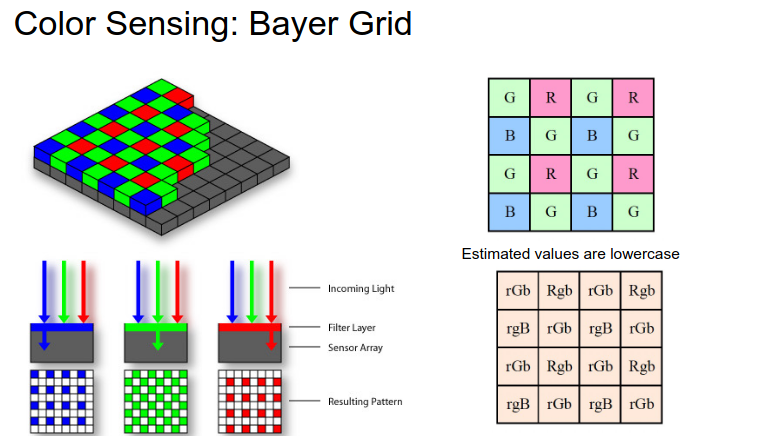 Color Sensing: Bayer Grid
G R G R
B G B G
G R G R
B G B G
Estimated values are lowercase
rGb Rgb rGb Rgb
rgB rGb rgB rGb
rGb Rgb rGb Rgb
rgB rGb rgB rGb
Incoming Light
Filter Layer
Sensor Array
Resulting Pattern